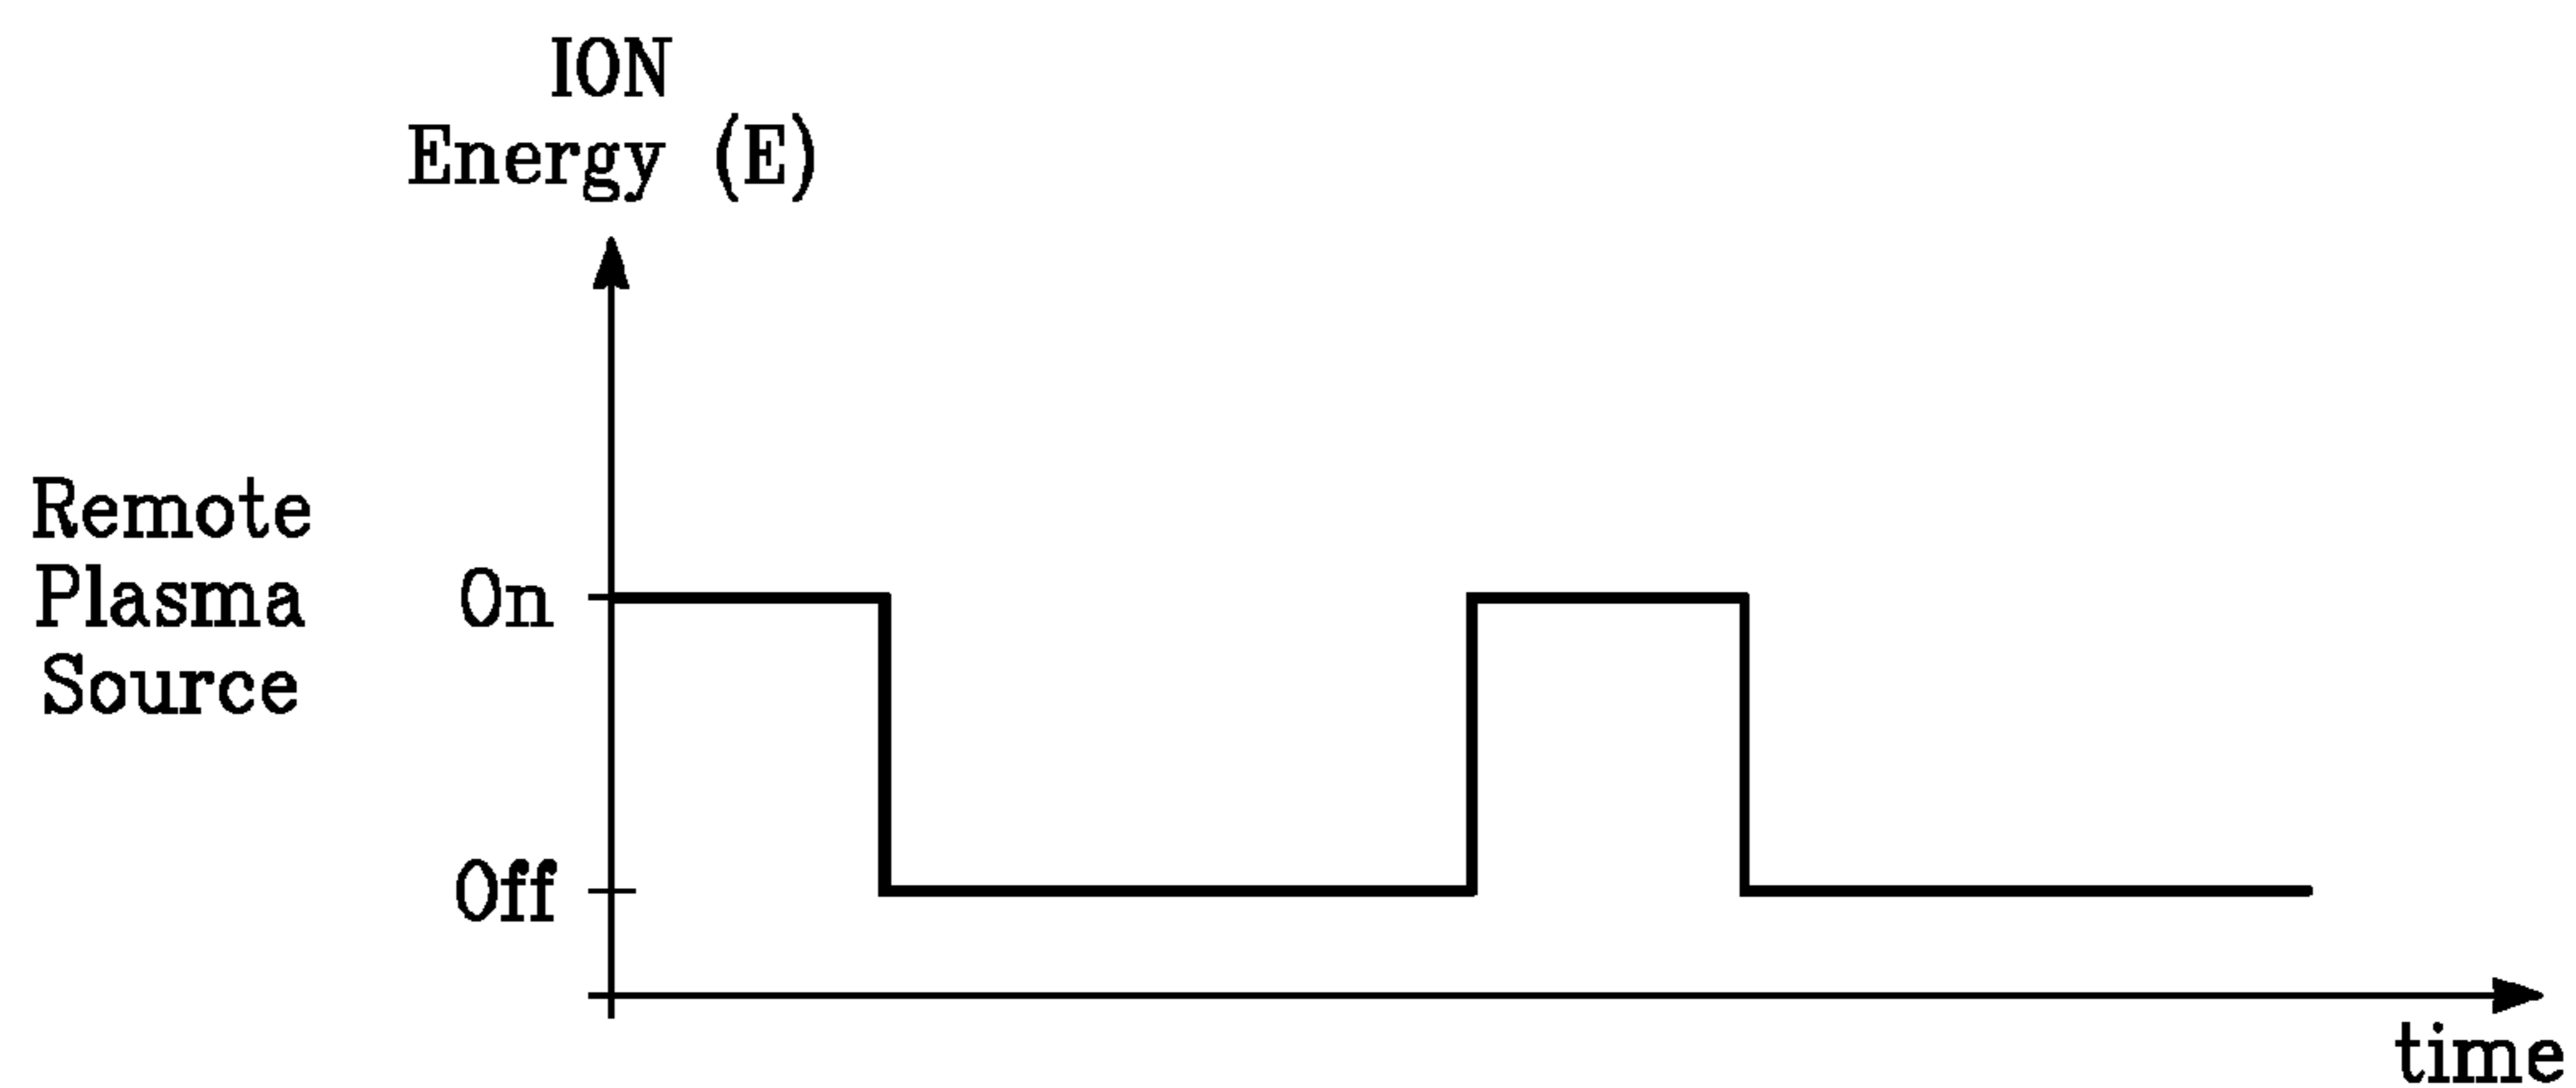 ION
Energy (E)
Remote
Plasma
Source
On
Off
time